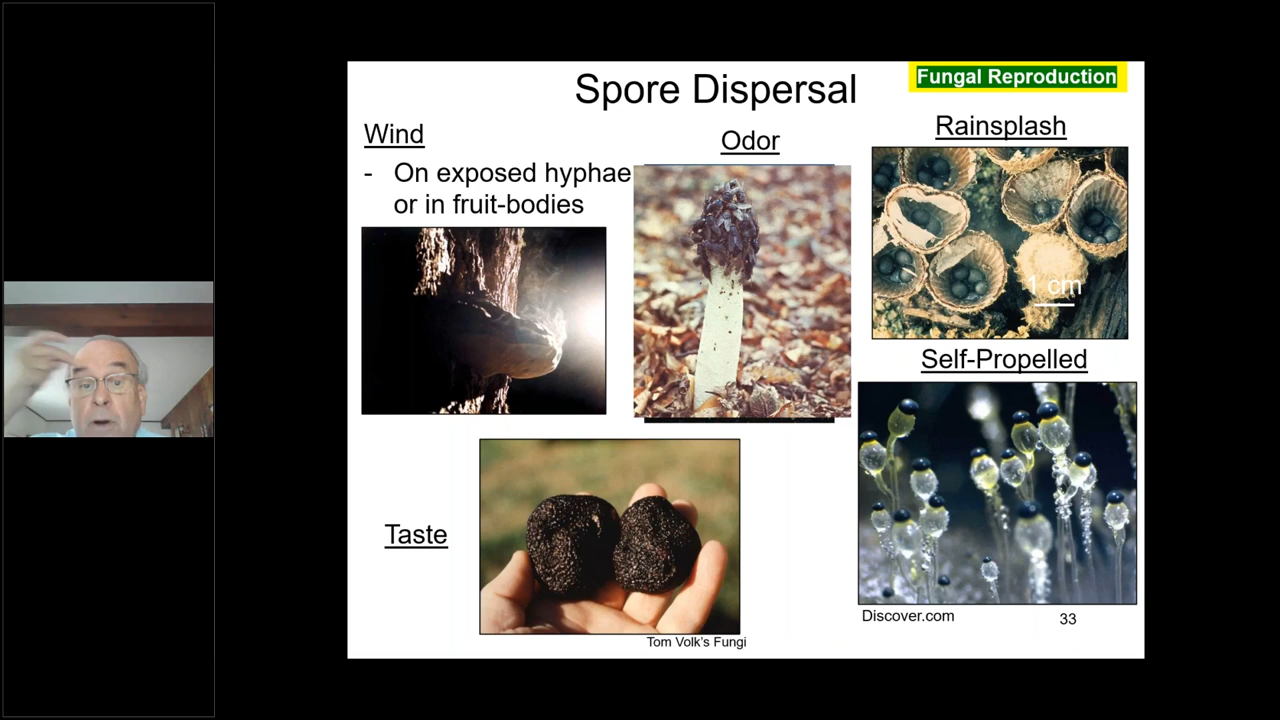 Spore Dispersal
Fungal Reproduction
Wind
- On exposed hyphae
or in fruit-bodies
Odor
Rainsplash
1 cm
Self-Propelled
Taste
Discover.com
33
Tom Volk's Fungi